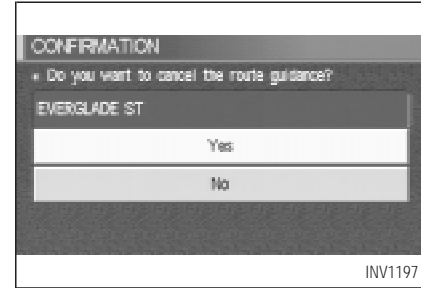 CONFIRMATION
Do you want to cancel the route guidance?
EVERGLADE ST
Yes
No
INV1197